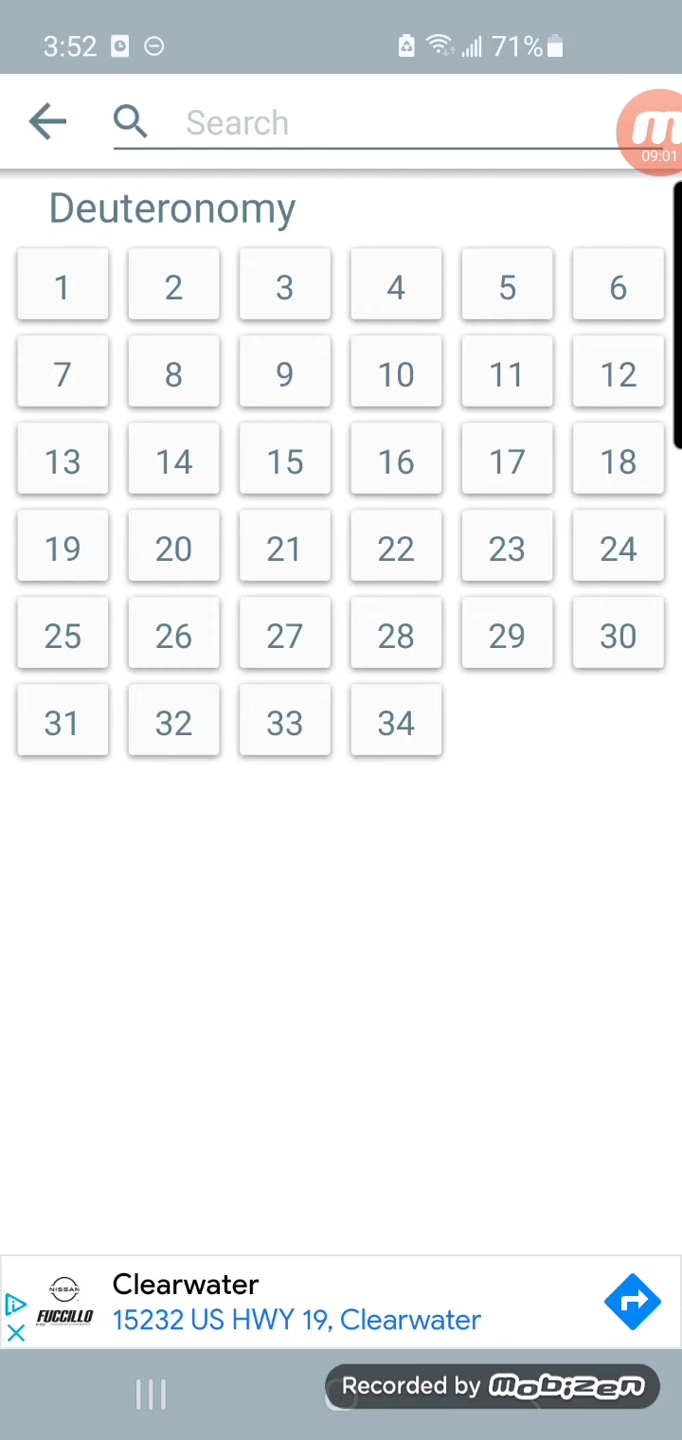 3:52
71%
Search
09:01
Deuteronomy
1 2 3 4 5 6
7 8 9 10 11 12
13 14 15 16 17 18
19 20 21 22 23 24
25 26 27 28 29 30
31 32 33 34
NISSAN
FUCCILLO
Clearwater
15232 US HWY 19, Clearwater
Recorded by mobizen